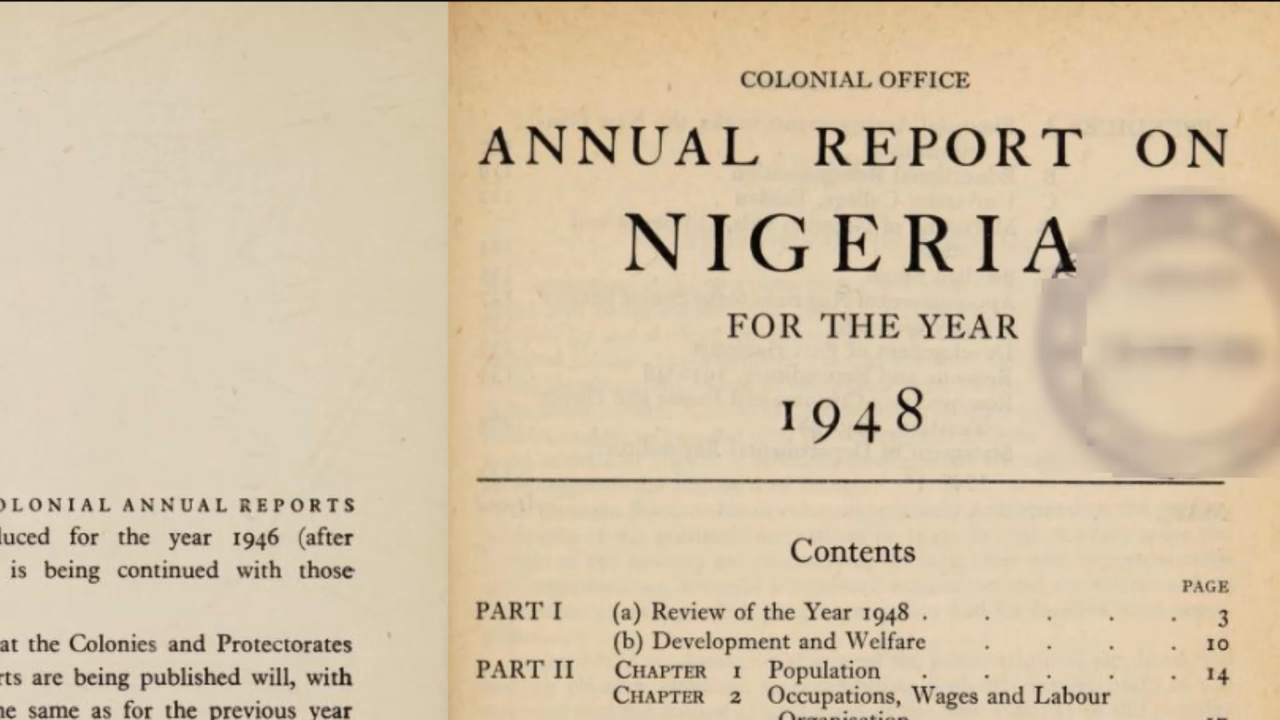 OLONIAL ANNUAL REPORTS
uced for the year 1946 (after
is being continued with those
at the Colonies and Protectorates
rts are being published will, with
ne same as for the previous year
COLONIAL OFFICE
ANNUAL REPORT ON
NIGERIA
FOR THE YEAR
1948
Contents
PAGE
PART I (a) Review of the Year 1948 . . . . . 3
(b) Development and Welfare . . . . 10
PART II CHAPTER 1 Population . . . . . 14
CHAPTER 2 Occupations, Wages and Labour
Organisation